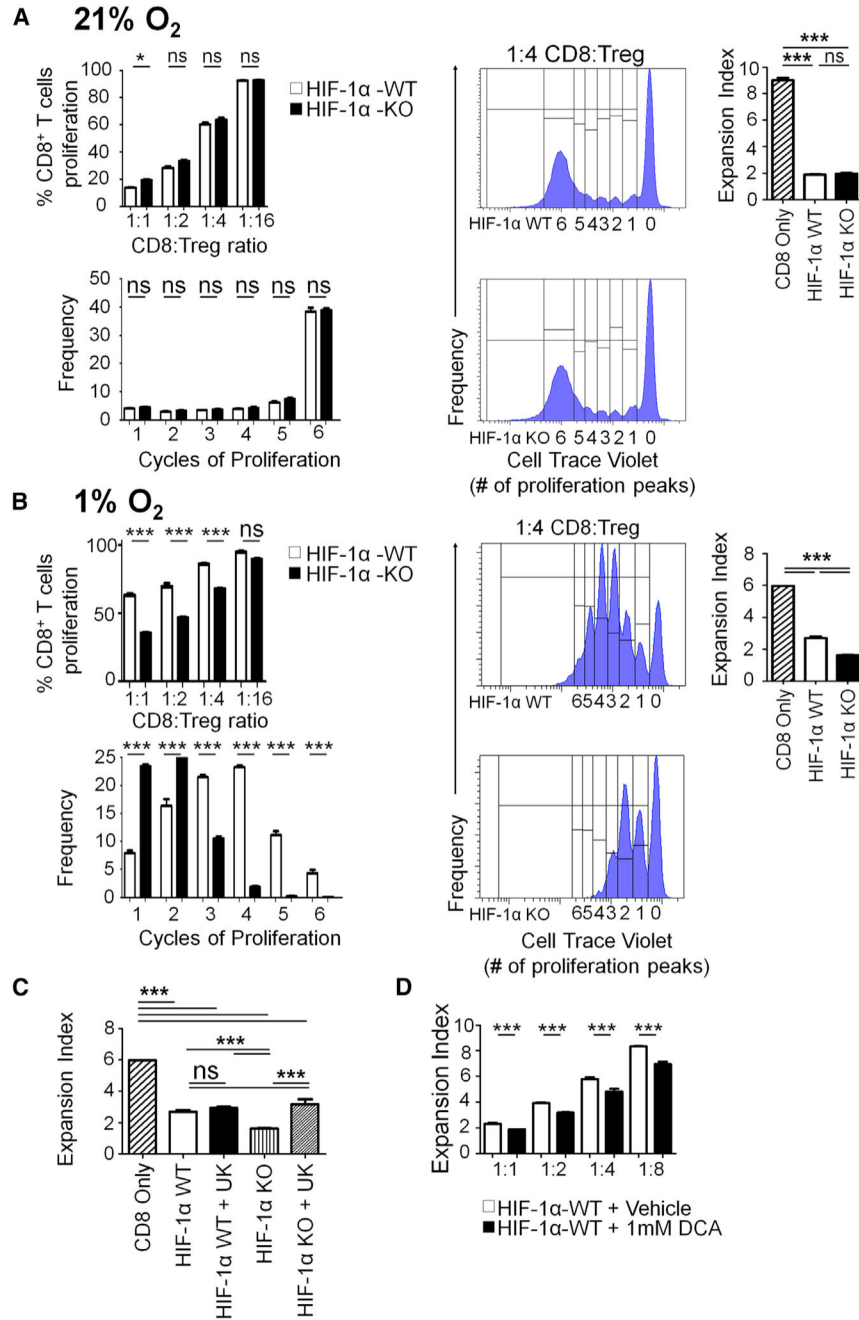 A 21% O2
* ns ns ns
100
80
60
40
20
0
% CD8+ T cells
proliferation
1:1 1:2 1:4 1:16
CD8:Treg ratio
HIF-1α -WT
HIF-1α -KO
ns ns ns ns ns ns
50
40
30
20
10
0
Frequency
1 2 3 4 5 6
Cycles of Proliferation
1:4 CD8:Treg
HIF-1α WT 6 5 4 3 2 1 0
HIF-1α KO 6 5 4 3 2 1 0
Frequency
Cell Trace Violet
(# of proliferation peaks)
***
*** ns
10
8
6
4
2
0
Expansion Index
CD8 Only
HIF-1α WT
HIF-1α KO
B 1% O2
*** *** *** ns
100
50
0
% CD8+ T cells
proliferation
1:1 1:2 1:4 1:16
CD8:Treg ratio
HIF-1α -WT
HIF-1α -KO
*** *** *** *** *** ***
25
20
15
10
5
0
Frequency
1 2 3 4 5 6
Cycles of Proliferation
1:4 CD8:Treg
HIF-1α WT 6 5 4 3 2 1 0
HIF-1α KO 6 5 4 3 2 1 0
Frequency
Cell Trace Violet
(# of proliferation peaks)
***
8
6
4
2
0
Expansion Index
CD8 Only
HIF-1α WT
HIF-1α KO
C
***
***
ns ***
8
6
4
2
0
Expansion Index
CD8 Only
HIF-1α WT
HIF-1α WT + UK
HIF-1α KO
HIF-1α KO + UK
D
*** *** *** ***
10
8
6
4
2
0
Expansion Index
1:1 1:2 1:4 1:8
HIF-1α-WT + Vehicle
HIF-1α-WT + 1mM DCA